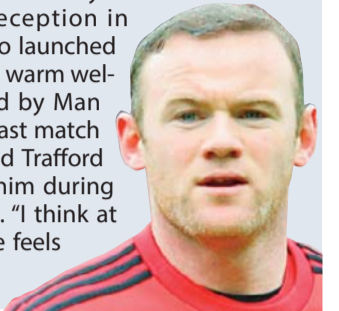 eception in
o launched
warm wel-
d by Man
ast match
d Trafford
him during
. “I think at
e feels